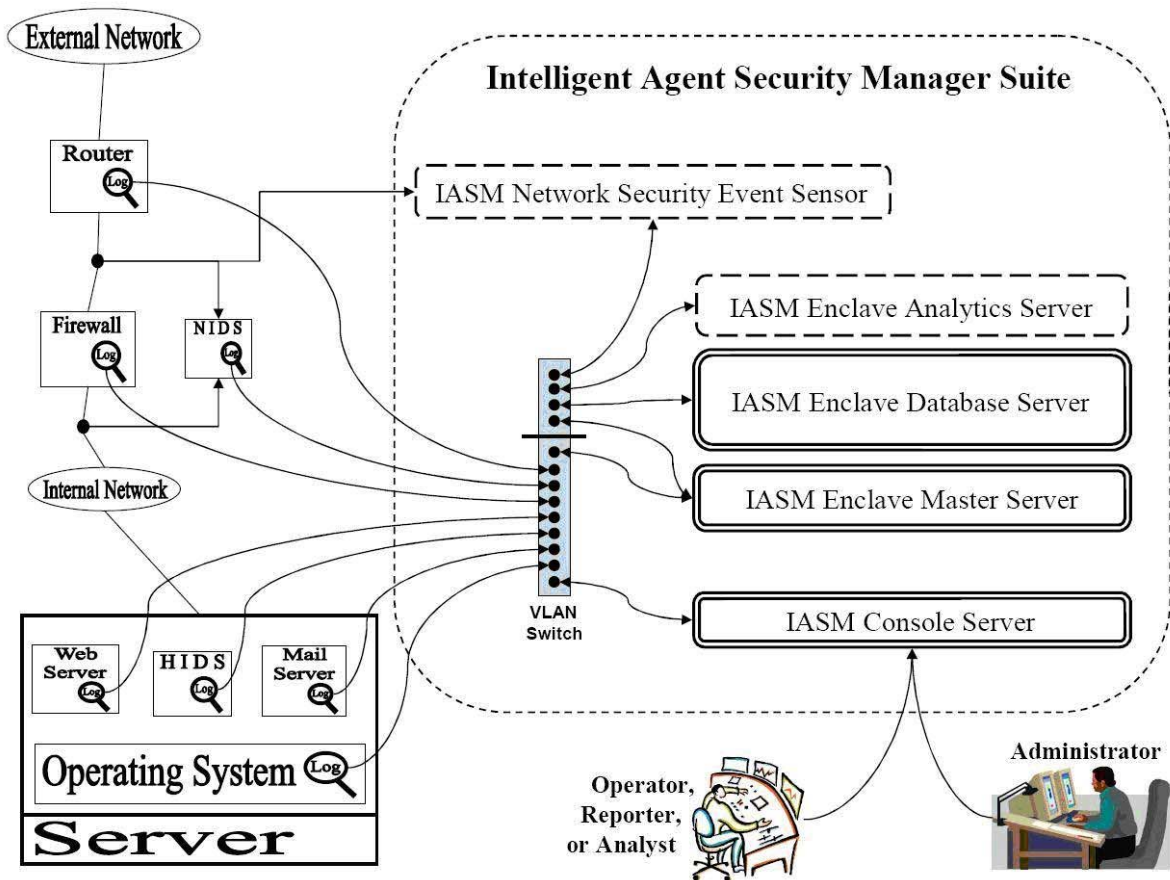 External Network
Intelligent Agent Security Manager Suite
Router
Log
IASM Network Security Event Sensor
Firewall
Log
NIDS
Log
IASM Enclave Analytics Server
IASM Enclave Database Server
Internal Network
IASM Enclave Master Server
VLAN
Switch
IASM Console Server
Web
Server
Log
HIDS
Log
Mail
Server
Log
Operating System
Log
Server
Operator,
Reporter,
or Analyst
Administrator